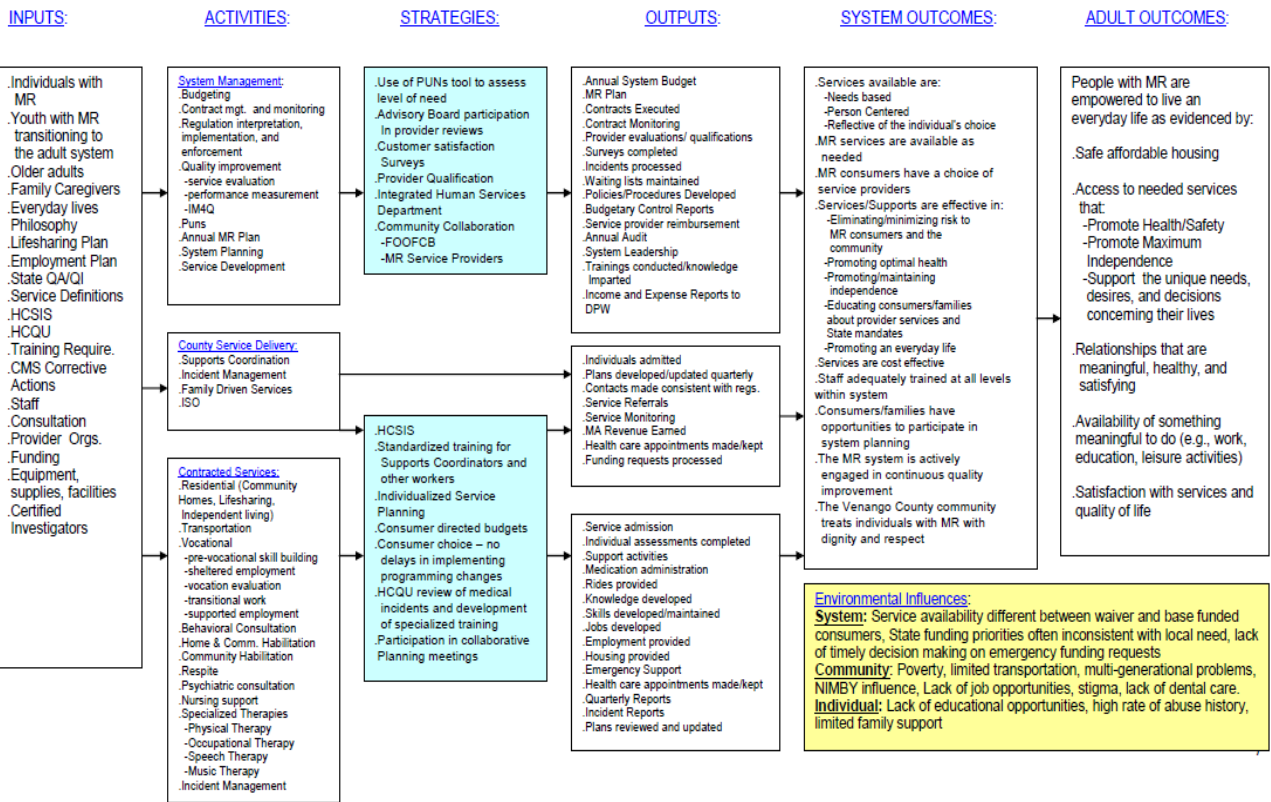 INPUTS:
ACTIVITIES:
STRATEGIES:
OUTPUTS:
SYSTEM OUTCOMES:
ADULT OUTCOMES:
.Individuals with
MR
.Youth with MR
transitioning to
the adult system
.Older adults
.Family Caregivers
.Everyday lives
Philosophy
.Lifesharing Plan
.Employment Plan
.State QA/QI
.Service Definitions
.HCSIS
.HCQU
.Training Require.
.CMS Corrective
Actions
.Staff
.Consultation
.Provider Orgs.
.Funding
.Equipment,
supplies, facilities
.Certified
Investigators
System Management:
.Budgeting
.Contract mgt. and monitoring
.Regulation interpretation,
implementation, and
enforcement
.Quality improvement
-service evaluation
-performance measurement
-IM4Q
.Puns
.Annual MR Plan
.System Planning
.Service Development
County Service Delivery:
.Supports Coordination
.Incident Management
.Family Driven Services
.ISO
Contracted Services:
.Residential (Community
Homes, Lifesharing,
Independent living)
.Transportation
.Vocational
-pre-vocational skill building
-sheltered employment
-vocation evaluation
-transitional work
-supported employment
.Behavioral Consultation
.Home & Comm. Habilitation
.Community Habilitation
.Respite
.Psychiatric consultation
.Nursing support
.Specialized Therapies
-Physical Therapy
-Occupational Therapy
-Speech Therapy
-Music Therapy
.Incident Management
.Use of PUNs tool to assess
level of need
.Advisory Board participation
In provider reviews
.Customer satisfaction
Surveys
.Provider Qualification
.Integrated Human Services
Department
.Community Collaboration
-FOOFCB
-MR Service Providers
.HCSIS
.Standardized training for
Supports Coordinators and
other workers
.Individualized Service
Planning
.Consumer directed budgets
.Consumer choice – no
delays in implementing
programming changes
.HCQU review of medical
incidents and development
of specialized training
.Participation in collaborative
Planning meetings
.Annual System Budget
.MR Plan
.Contracts Executed
.Contract Monitoring
.Provider evaluations/ qualifications
.Surveys completed
.Incidents processed
.Waiting lists maintained
.Policies/Procedures Developed
.Budgetary Control Reports
.Service provider reimbursement
.Annual Audit
.System Leadership
.Trainings conducted/knowledge
Imparted
.Income and Expense Reports to
DPW
.Individuals admitted
.Plans developed/updated quarterly
.Contacts made consistent with regs.
.Service Referrals
.Service Monitoring
.MA Revenue Earned
.Health care appointments made/kept
.Funding requests processed
.Service admission
.Individual assessments completed
.Support activities
.Medication administration
.Rides provided
.Knowledge developed
.Skills developed/maintained
.Jobs developed
.Employment provided
.Housing provided
.Emergency Support
.Health care appointments made/kept
.Quarterly Reports
.Incident Reports
.Plans reviewed and updated
.Services available are:
-Needs based
-Person Centered
-Reflective of the individual's choice
.MR services are available as
needed
.MR consumers have a choice of
service providers
.Services/Supports are effective in:
-Eliminating/minimizing risk to
MR consumers and the
community
-Promoting optimal health
-Promoting/maintaining
independence
-Educating consumers/families
about provider services and
State mandates
-Promoting an everyday life
.Services are cost effective
.Staff adequately trained at all levels
within system
.Consumers/families have
opportunities to participate in
system planning
.The MR system is actively
engaged in continuous quality
improvement
.The Venango County community
treats individuals with MR with
dignity and respect
People with MR are
empowered to live an
everyday life as evidenced by:
.Safe affordable housing
.Access to needed services
that:
-Promote Health/Safety
-Promote Maximum
Independence
-Support the unique needs,
desires, and decisions
concerning their lives
.Relationships that are
meaningful, healthy, and
satisfying
.Availability of something
meaningful to do (e.g., work,
education, leisure activities)
.Satisfaction with services and
quality of life
Environmental Influences:
System: Service availability different between waiver and base funded
consumers, State funding priorities often inconsistent with local need, lack
of timely decision making on emergency funding requests
Community: Poverty, limited transportation, multi-generational problems,
NIMBY influence, Lack of job opportunities, stigma, lack of dental care.
Individual: Lack of educational opportunities, high rate of abuse history,
limited family support